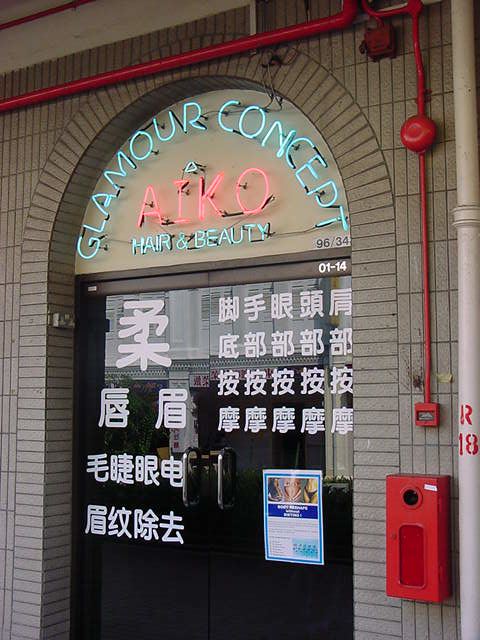 GLAMOUR CONCEPT
AIKO
HAIR & BEAUTY
96/34
01-14
柔
唇 眉
毛睫眼电
眉纹除去
脚手眼頭肩
底部部部部
按按按按按
摩摩摩摩摩
BODY RESHAPE
without
DIETING!
R
18